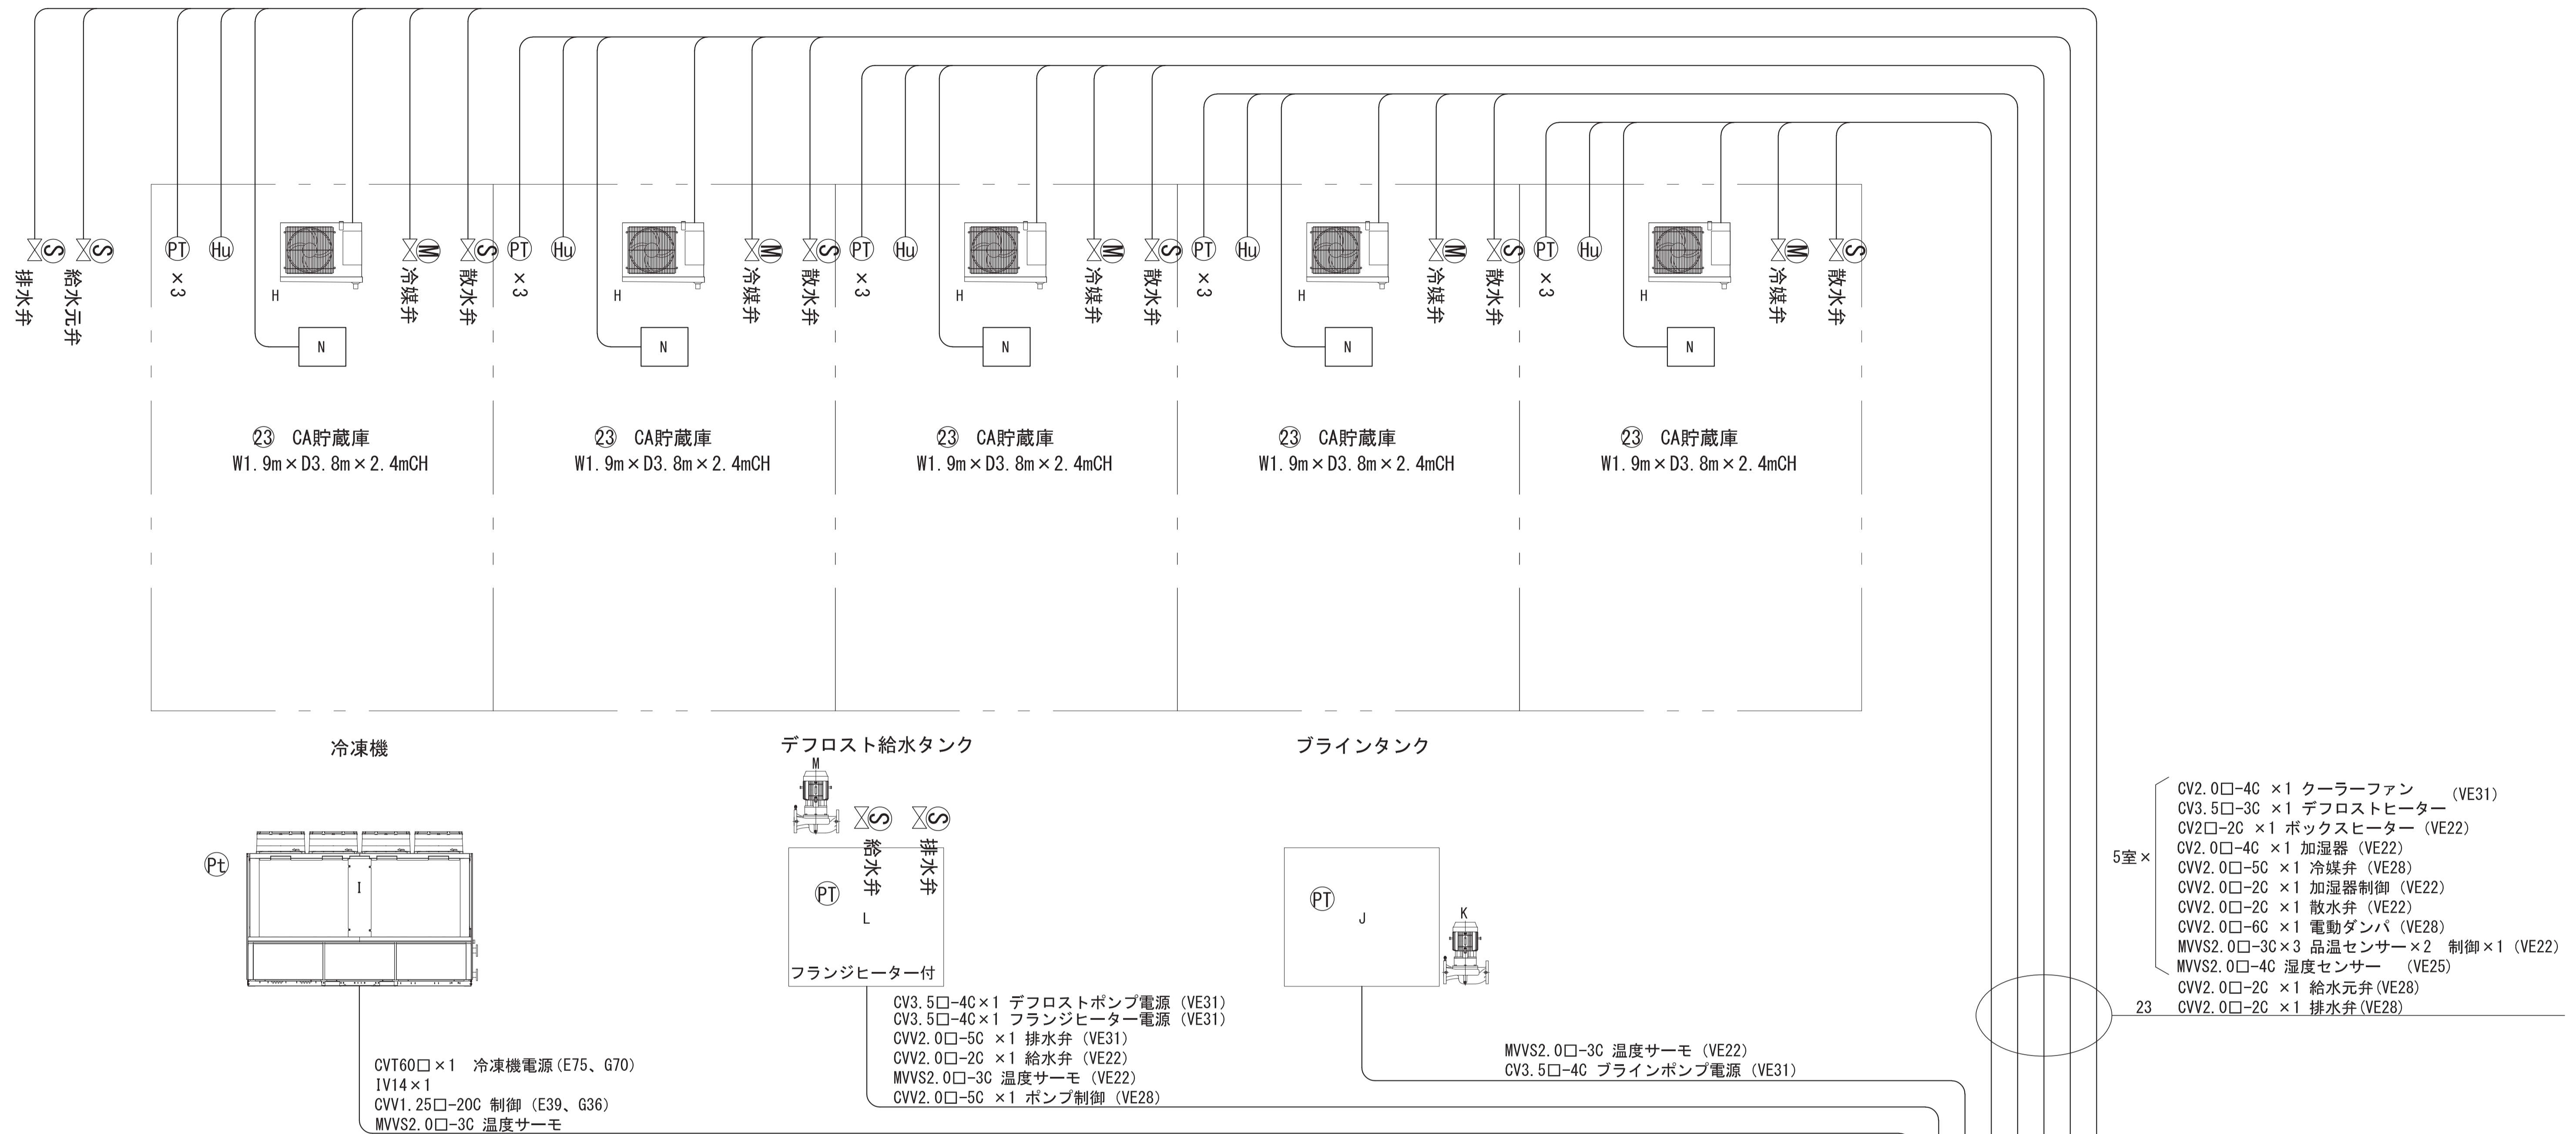 S
排水弁
S
給水元弁
PT
×3
Hu
H
N
M
冷媒弁
S
散水弁
㉓ CA貯蔵庫
W1.9m×D3.8m×2.4mCH
PT
×3
Hu
H
N
M
冷媒弁
S
散水弁
㉓ CA貯蔵庫
W1.9m×D3.8m×2.4mCH
PT
×3
Hu
H
N
M
冷媒弁
S
散水弁
㉓ CA貯蔵庫
W1.9m×D3.8m×2.4mCH
PT
×3
Hu
H
N
M
冷媒弁
S
散水弁
㉓ CA貯蔵庫
W1.9m×D3.8m×2.4mCH
PT
×3
Hu
H
N
M
冷媒弁
S
散水弁
㉓ CA貯蔵庫
W1.9m×D3.8m×2.4mCH
冷凍機
Pt
I
CVT60□×1 冷凍機電源(E75、G70)
IV14×1
CVV1.25□-20C 制御（E39、G36）
MVVS2.0□-3C 温度サーモ
デフロスト給水タンク
M
S
給水弁
S
排水弁
PT
L
フランジヒーター付
CV3.5□-4C×1 デフロストポンプ電源（VE31）
CV3.5□-4C×1 フランジヒーター電源（VE31）
CVV2.0□-5C ×1 排水弁（VE31）
CVV2.0□-2C ×1 給水弁（VE22）
MVVS2.0□-3C 温度サーモ（VE22）
CVV2.0□-5C ×1 ポンプ制御（VE28）
ブラインタンク
PT
J
K
MVVS2.0□-3C 温度サーモ（VE22）
CV3.5□-4C ブラインポンプ電源（VE31）
5室×
CV2.0□-4C ×1 クーラーファン （VE31）
CV3.5□-3C ×1 デフロストヒーター
CV2□-2C ×1 ボックスヒーター（VE22）
CV2.0□-4C ×1 加湿器（VE22）
CVV2.0□-5C ×1 冷媒弁（VE28）
CVV2.0□-2C ×1 加湿器制御（VE22）
CVV2.0□-2C ×1 散水弁（VE22）
CVV2.0□-6C ×1 電動ダンパ（VE28）
MVVS2.0□-3C×3 品温センサー×2 制御×1（VE22）
MVVS2.0□-4C 湿度センサー （VE25）
CVV2.0□-2C ×1 給水元弁(VE28)
23 CVV2.0□-2C ×1 排水弁(VE28)